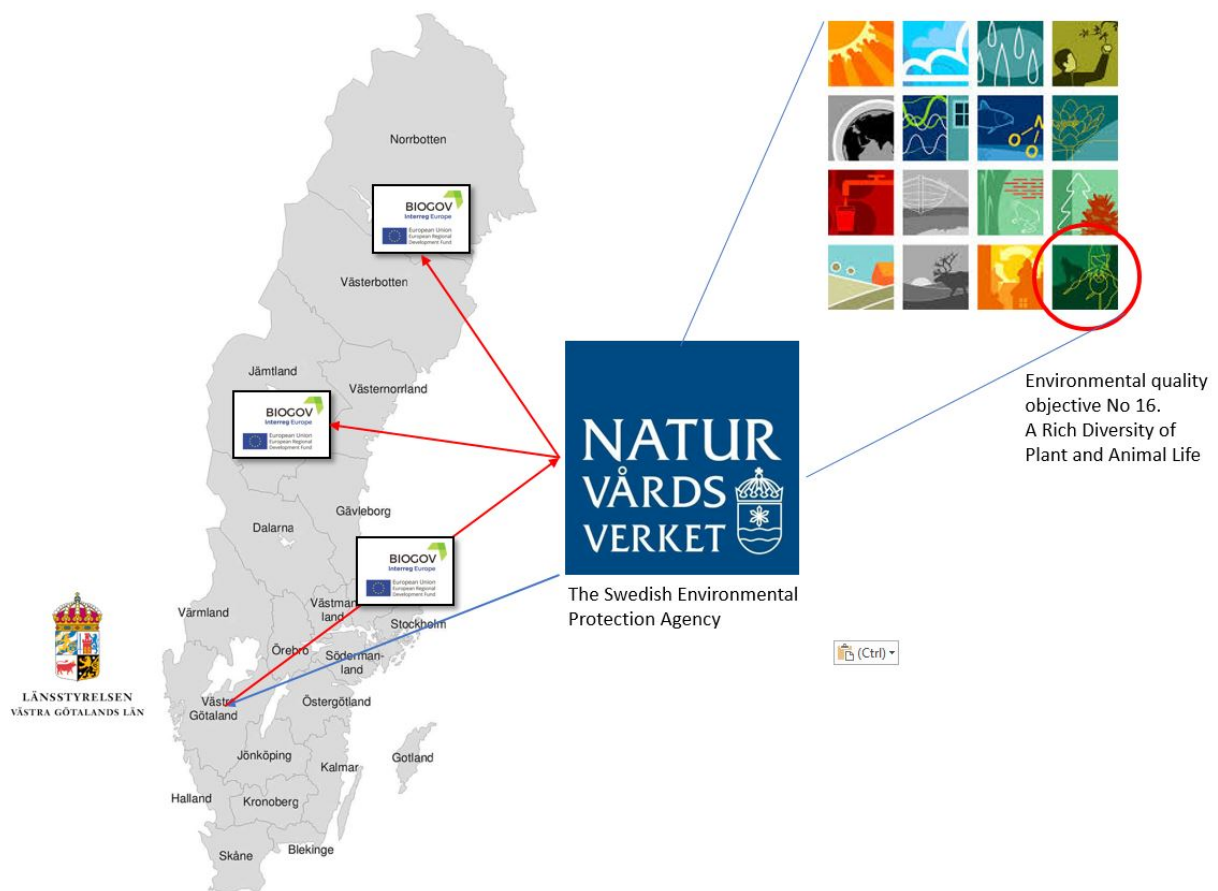 Norrbotten
BIOGOV
Interreg Europe
European Union
European Regional
Development Fund
Västerbotten
Jämtland
Västernorrland
BIOGOV
Interreg Europe
European Union
European Regional
Development Fund
Environmental quality
objective No 16.
A Rich Diversity of
Plant and Animal Life
NATUR
VÅRDS
VERKET
The Swedish Environmental
Protection Agency
Gävleborg
Dalarna
BIOGOV
Interreg Europe
European Union
European Regional
Development Fund
Värmland
Västman
land
Stockholm
Örebro
Söderman-
land
(Ctrl)
LÄNSSTYRELSEN
VÄSTRA GÖTALANDS LÄN
Västra
Götaland
Östergötland
Jönköping
Kalmar
Gotland
Halland
Kronoberg
Skåne
Blekinge